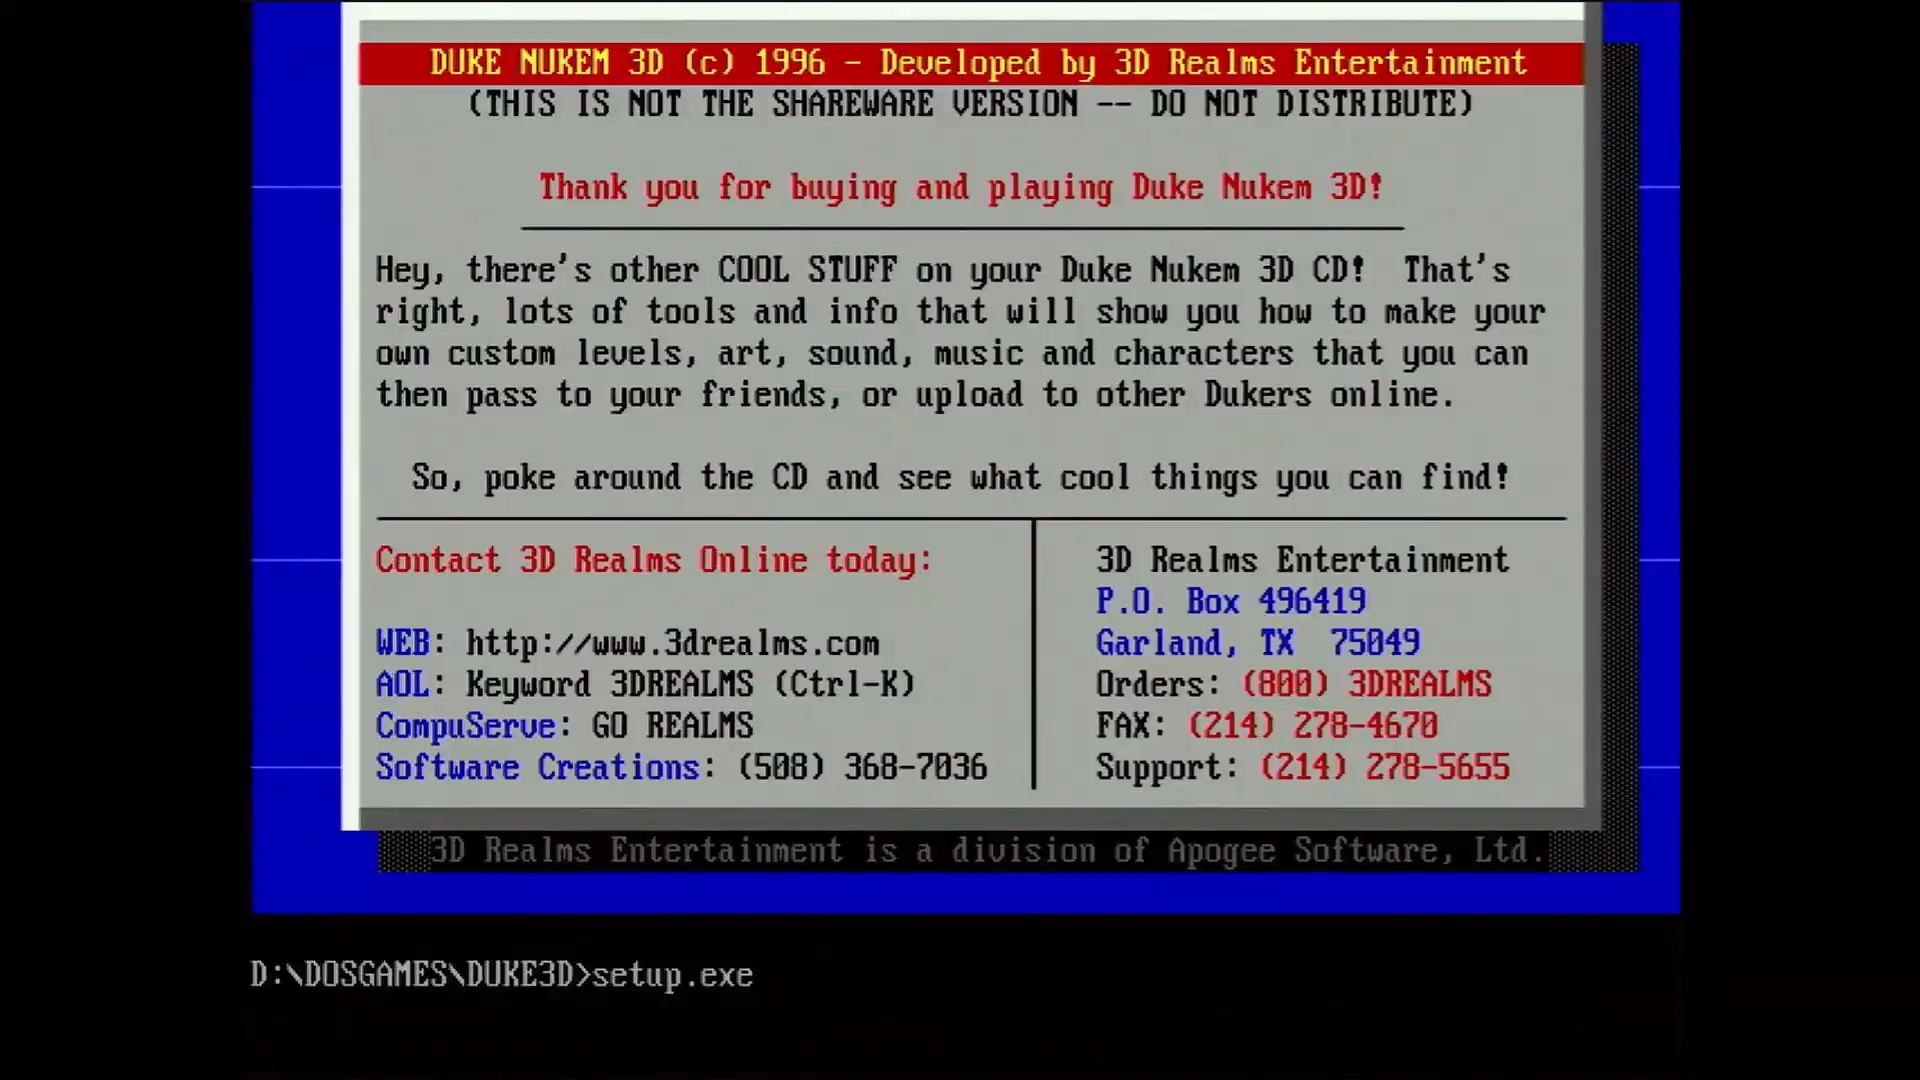 DUKE NUKEM 3D (c) 1996 - Developed by 3D Realms Entertainment
(THIS IS NOT THE SHAREWARE VERSION -- DO NOT DISTRIBUTE)
Thank you for buying and playing Duke Nukem 3D!
Hey, there's other COOL STUFF on your Duke Nukem 3D CD!  That's
right, lots of tools and info that will show you how to make your
own custom levels, art, sound, music and characters that you can
then pass to your friends, or upload to other Dukers online.
So, poke around the CD and see what cool things you can find!
Contact 3D Realms Online today:
WEB: http://www.3drealms.com
AOL: Keyword 3DREALMS (Ctrl-K)
CompuServe: GO REALMS
Software Creations: (508) 368-7036
3D Realms Entertainment
P.O. Box 496419
Garland, TX  75049
Orders: (800) 3DREALMS
FAX: (214) 278-4670
Support: (214) 278-5655
3D Realms Entertainment is a division of Apogee Software, Ltd.
D:\DOSGAMES\DUKE3D>setup.exe